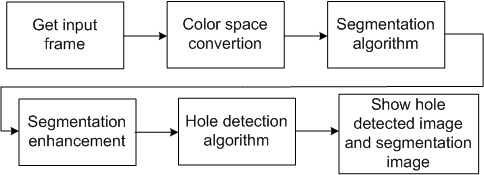 Get input
frame
Color space
convertion
Segmentation
algorithm
Segmentation
enhancement
Hole detection
algorithm
Show hole
detected image
and segmentation
image